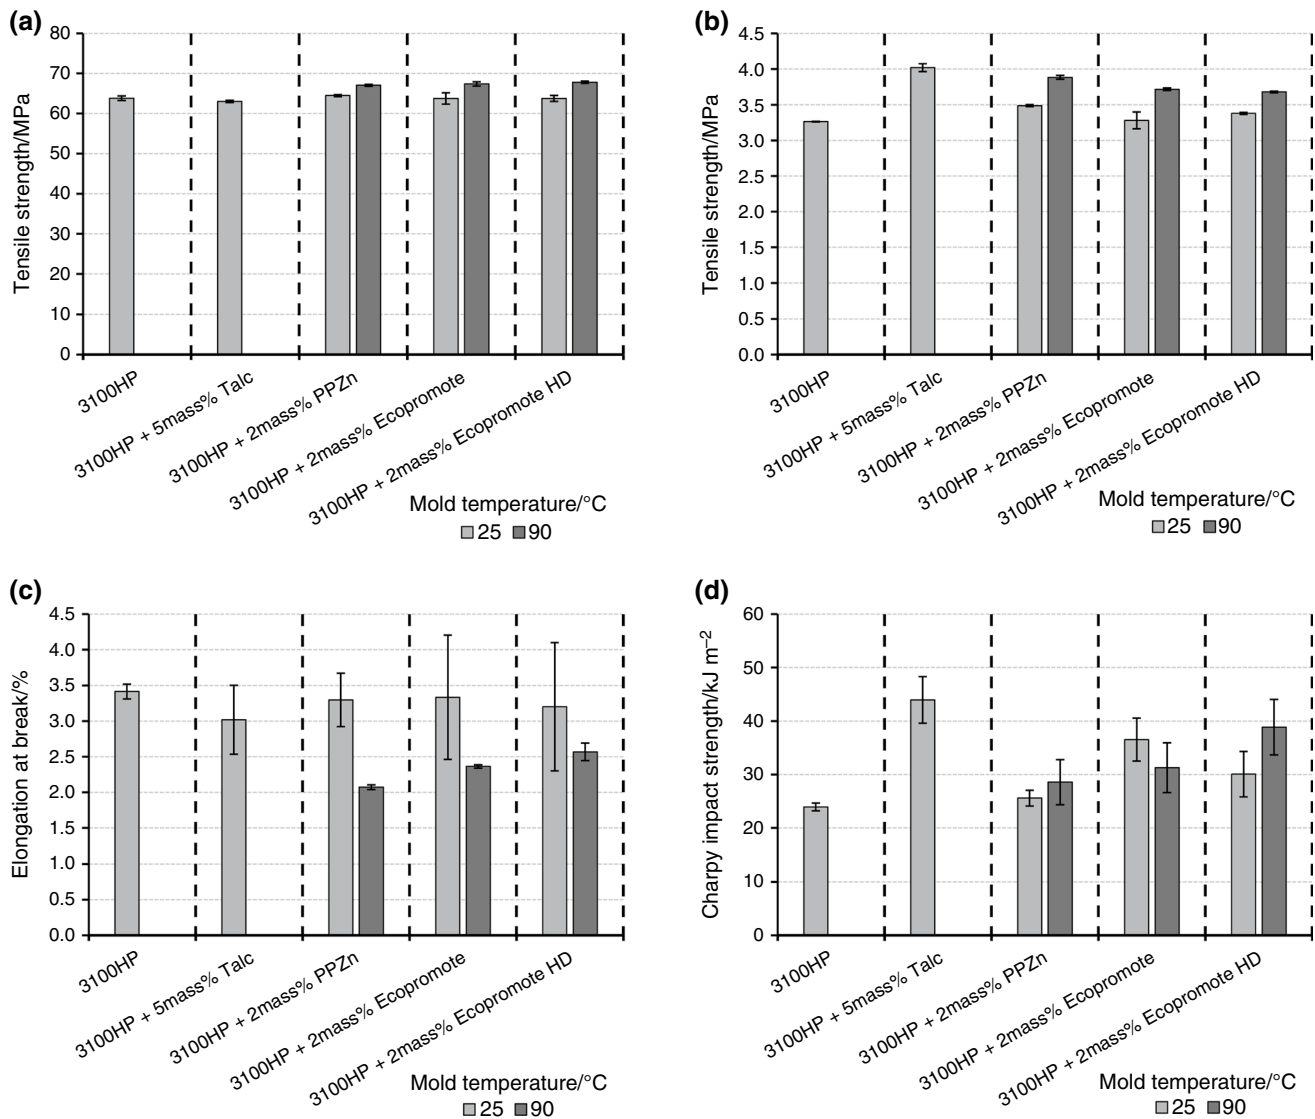 (a)
Tensile strength/MPa
80
70
60
50
40
30
20
10
0
3100HP
3100HP + 5mass% Talc
3100HP + 2mass% PPZn
3100HP + 2mass% Ecopromote
3100HP + 2mass% Ecopromote HD
Mold temperature/°C
25 90
(b)
Tensile strength/MPa
4.5
4.0
3.5
3.0
2.5
2.0
1.5
1.0
0.5
0.0
3100HP
3100HP + 5mass% Talc
3100HP + 2mass% PPZn
3100HP + 2mass% Ecopromote
3100HP + 2mass% Ecopromote HD
Mold temperature/°C
25 90
(c)
Elongation at break/%
4.5
4.0
3.5
3.0
2.5
2.0
1.5
1.0
0.5
0.0
3100HP
3100HP + 5mass% Talc
3100HP + 2mass% PPZn
3100HP + 2mass% Ecopromote
3100HP + 2mass% Ecopromote HD
Mold temperature/°C
25 90
(d)
Charpy impact strength/kJ m⁻²
60
50
40
30
20
10
0
3100HP
3100HP + 5mass% Talc
3100HP + 2mass% PPZn
3100HP + 2mass% Ecopromote
3100HP + 2mass% Ecopromote HD
Mold temperature/°C
25 90